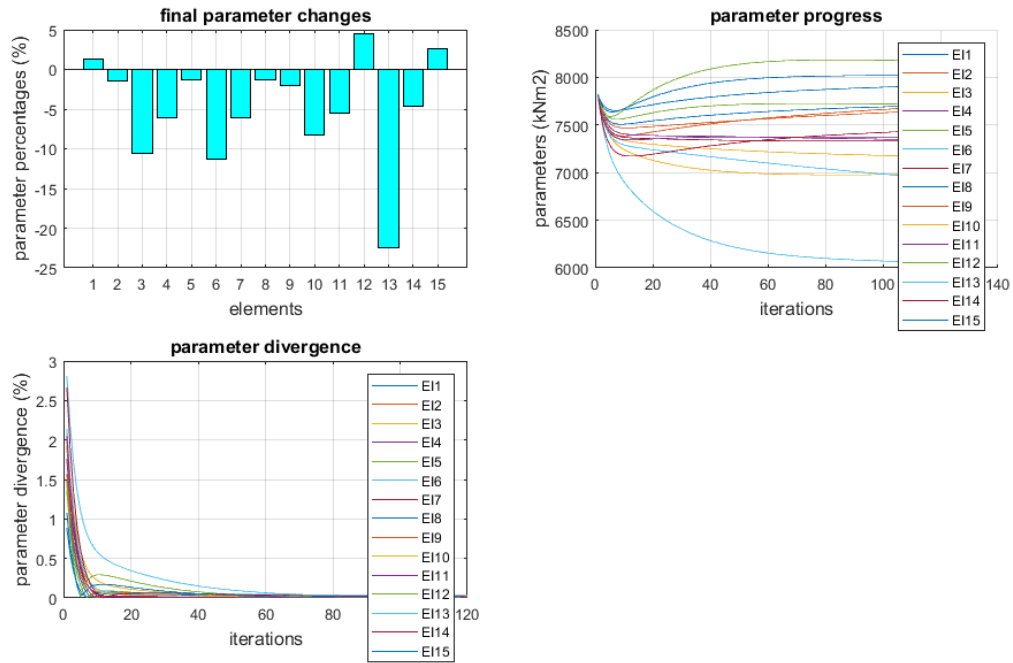 final parameter changes
parameter percentages (%)
5
0
-5
-10
-15
-20
-25
1 2 3 4 5 6 7 8 9 10 11 12 13 14 15
elements
parameter progress
parameters (kNm2)
8500
8000
7500
7000
6500
6000
0 20 40 60 80 100 140
iterations
EI1
EI2
EI3
EI4
EI5
EI6
EI7
EI8
EI9
EI10
EI11
EI12
EI13
EI14
EI15
parameter divergence
parameter divergence (%)
3
2.5
2
1.5
1
0.5
0
0 20 40 60 80 120
iterations
EI1
EI2
EI3
EI4
EI5
EI6
EI7
EI8
EI9
EI10
EI11
EI12
EI13
EI14
EI15